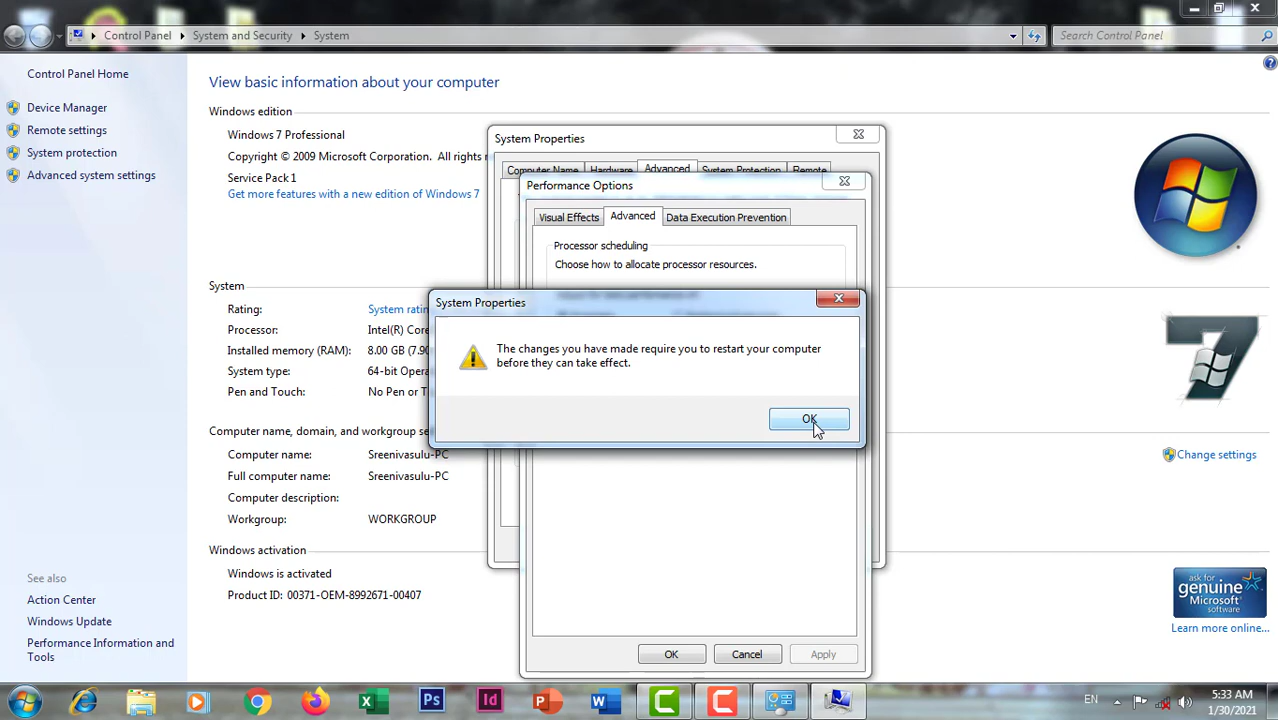 Control Panel
System and Security
System
Search Control Panel
Control Panel Home
Device Manager
Remote settings
System protection
Advanced system settings
See also
Action Center
Windows Update
Performance Information and
Tools
View basic information about your computer
Windows edition
Windows 7 Professional
Copyright © 2009 Microsoft Corporation. All rights
Service Pack 1
Get more features with a new edition of Windows 7
System
Rating:
System
Processor:
Intel(R) Core
Installed memory (RAM):
8.00 GB
System type:
64-bit
Pen and Touch:
No Pen or
Computer name, domain, and workgroup
Computer name:
Sreenivasulu-PC
Full computer name:
Sreenivasulu-PC
Computer description:
Workgroup:
WORKGROUP
Windows activation
Windows is activated
Product ID: 00371-OEM-8992671-00407
System Properties
Computer Name
Hardware
Advanced
System Protection
Remote
Performance Options
Visual Effects
Advanced
Data Execution Prevention
Processor scheduling
Choose how to allocate processor resources.
System Properties
The changes you have made require you to restart your computer
before they can take effect.
OK
OK
Cancel
Apply
7
Change settings
ask for
genuine
Microsoft
software
Learn more online...
Ps
Id
EN
5:33 AM
1/30/2021